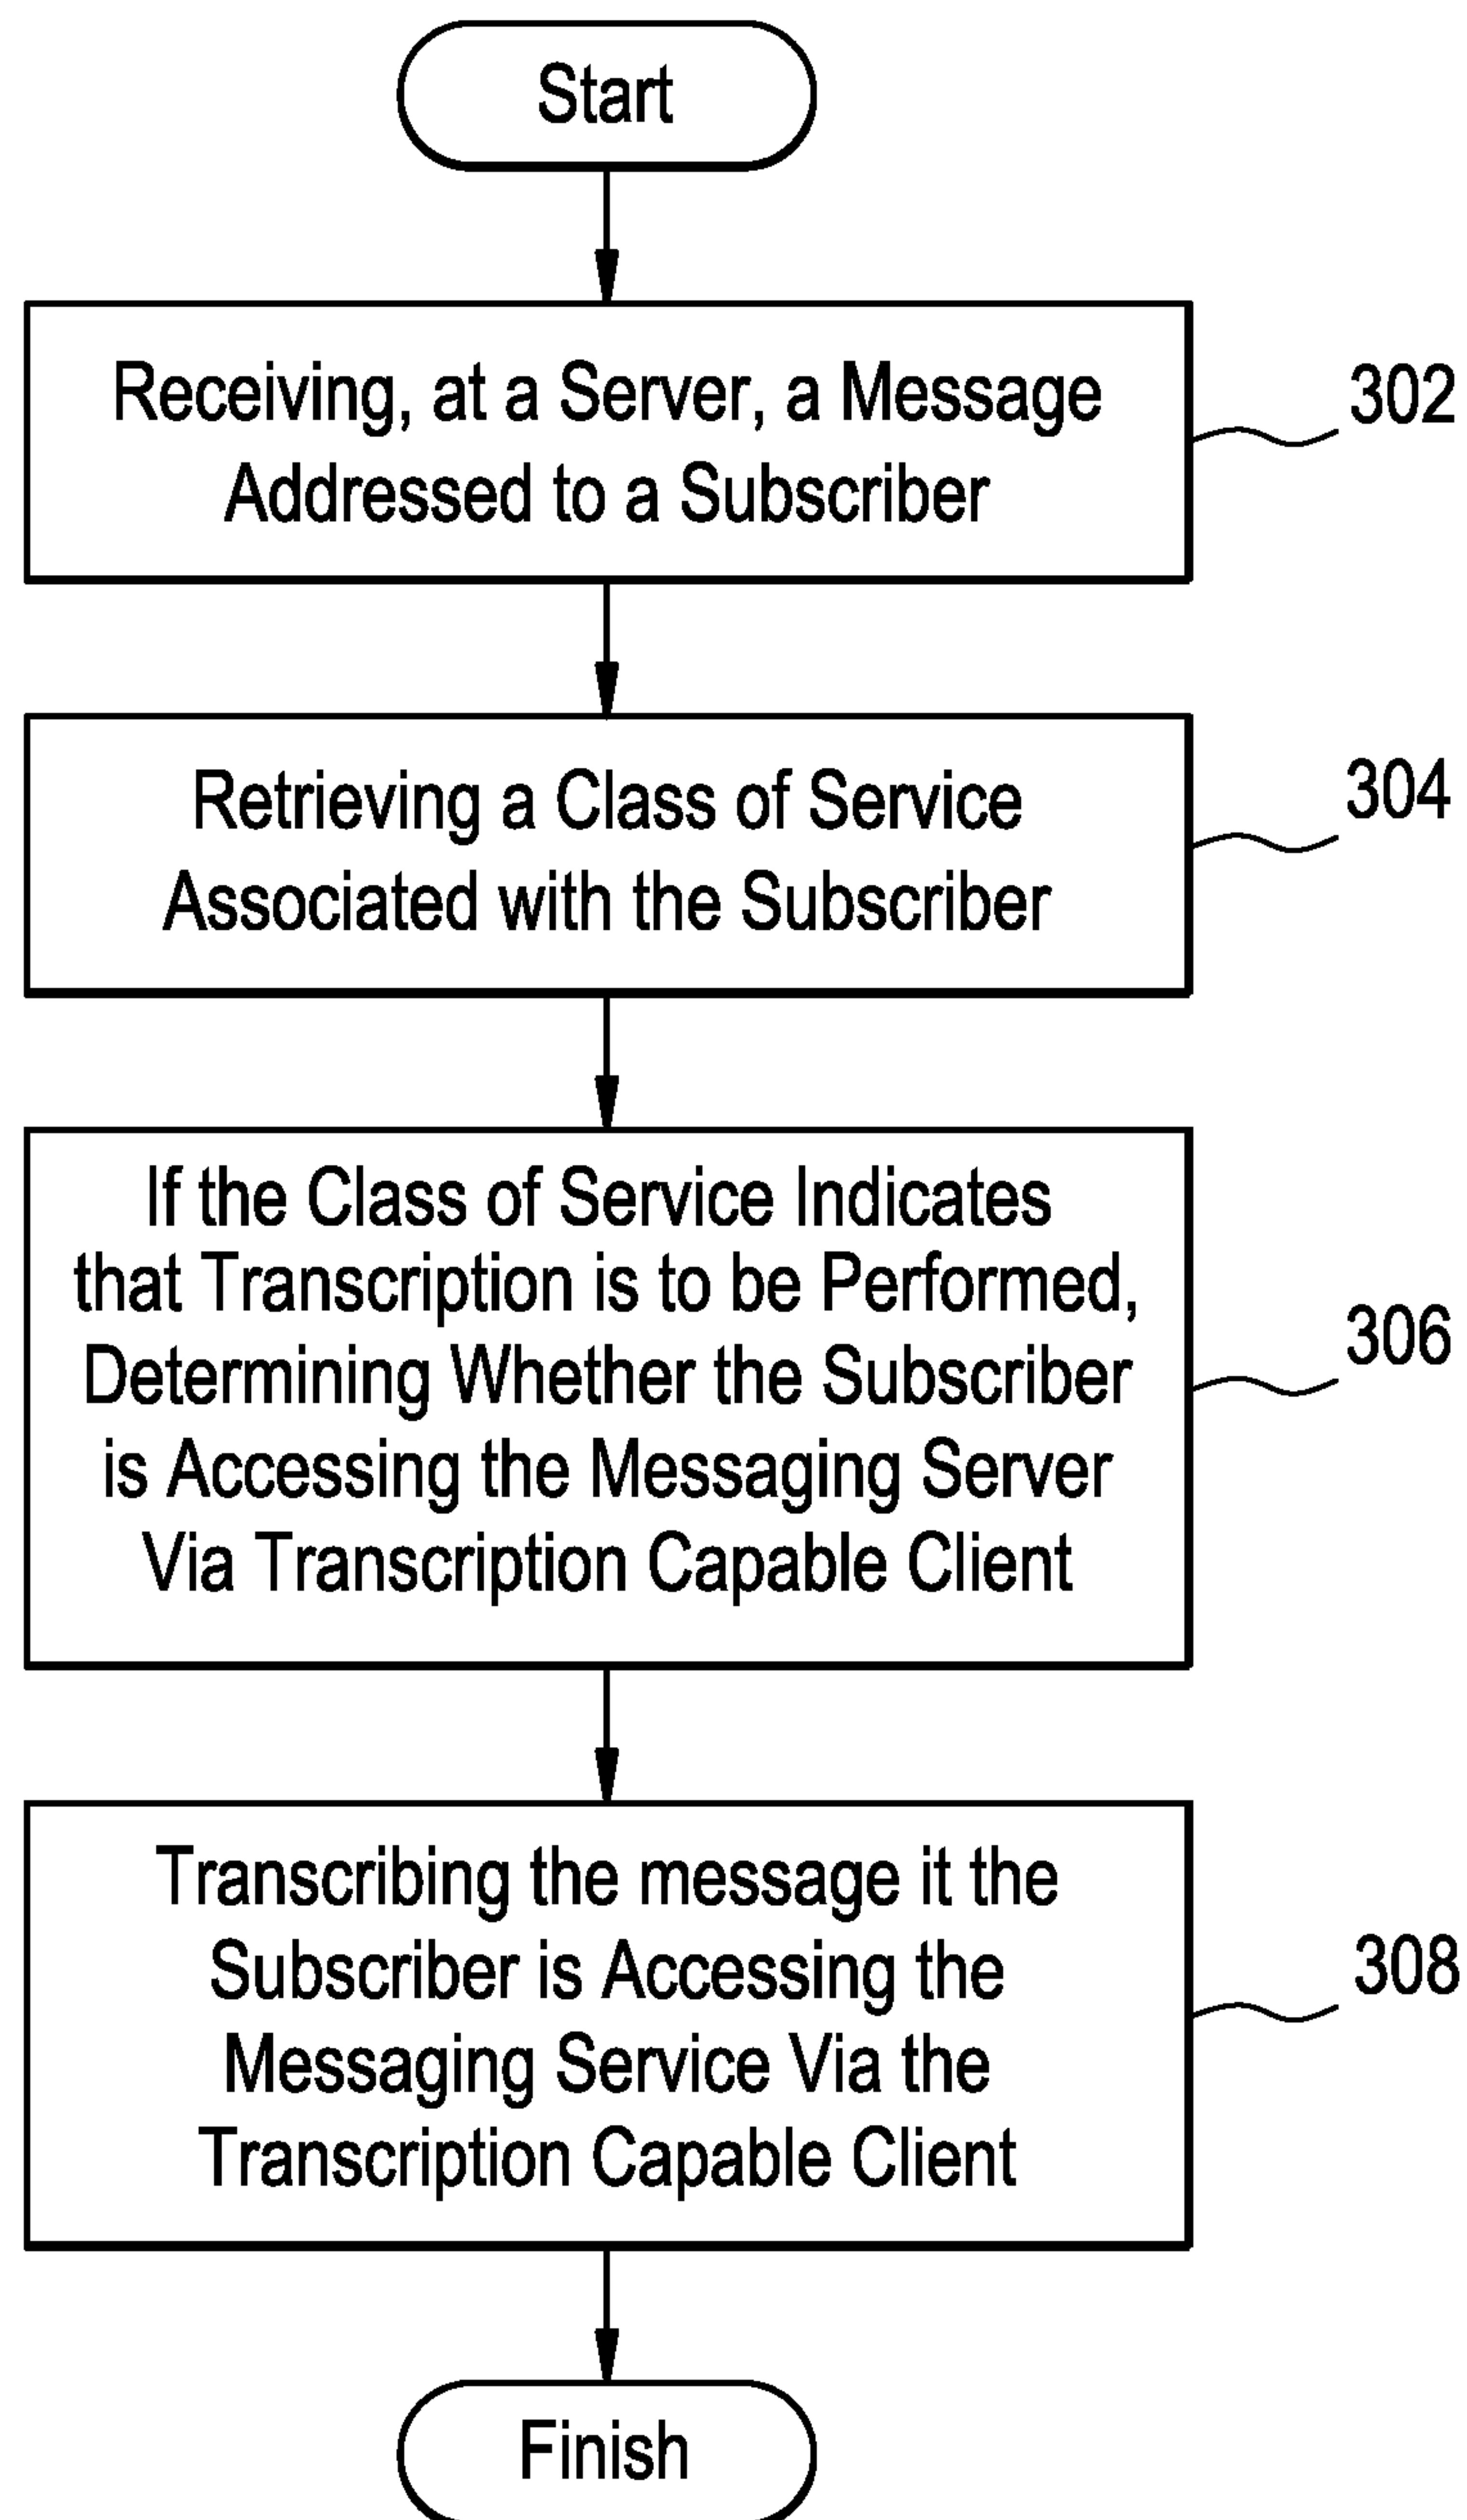 Start
Receiving, at a Server, a Message
Addressed to a Subscriber
302
Retrieving a Class of Service
Associated with the Subscriber
304
If the Class of Service Indicates
that Transcription is to be Performed,
Determining Whether the Subscriber
is Accessing the Messaging Server
Via Transcription Capable Client
306
Transcribing the message it the
Subscriber is Accessing the
Messaging Service Via the
Transcription Capable Client
308
Finish